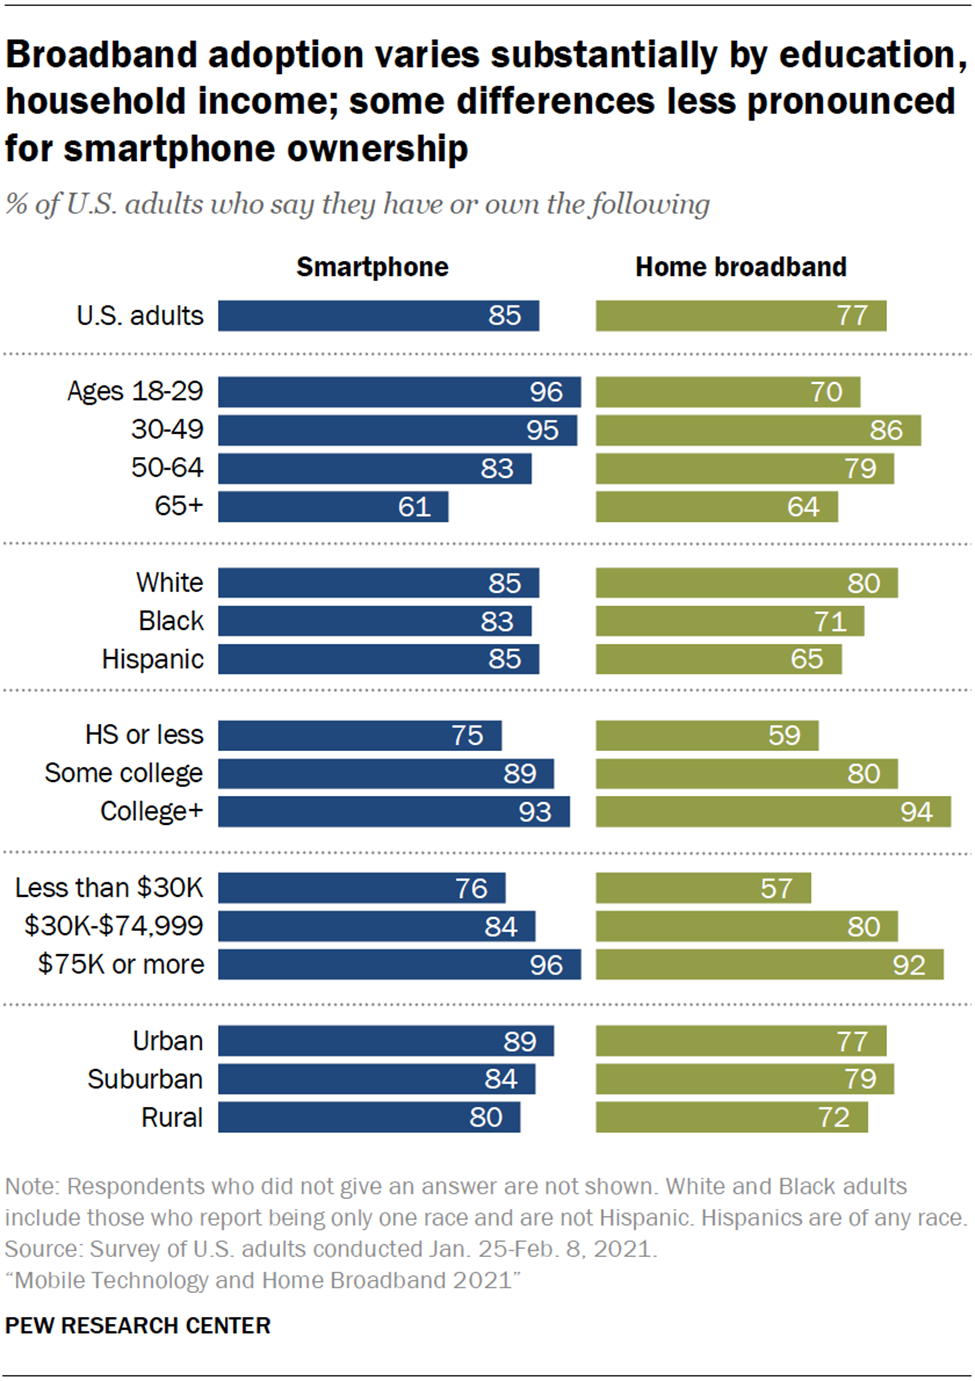 Broadband adoption varies substantially by education,
household income; some differences less pronounced
for smartphone ownership
% of U.S. adults who say they have or own the following
Smartphone Home broadband
U.S. adults 85 77
Ages 18-29 96 70
30-49 95 86
50-64 83 79
65+ 61 64
White 85 80
Black 83 71
Hispanic 85 65
HS or less 75 59
Some college 89 80
College+ 93 94
Less than $30K 76 57
$30K-$74,999 84 80
$75K or more 96 92
Urban 89 77
Suburban 84 79
Rural 80 72
Note: Respondents who did not give an answer are not shown. White and Black adults
include those who report being only one race and are not Hispanic. Hispanics are of any race.
Source: Survey of U.S. adults conducted Jan. 25-Feb. 8, 2021.
“Mobile Technology and Home Broadband 2021”
PEW RESEARCH CENTER